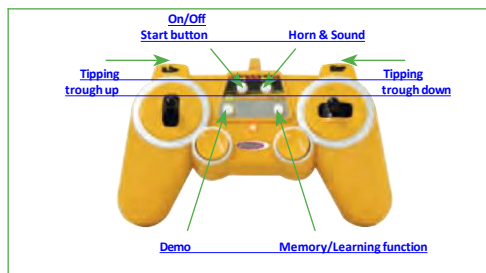 On/Off
Start button
Horn & Sound
Tipping
trough up
Tipping
trough down
Demo
Memory/Learning function